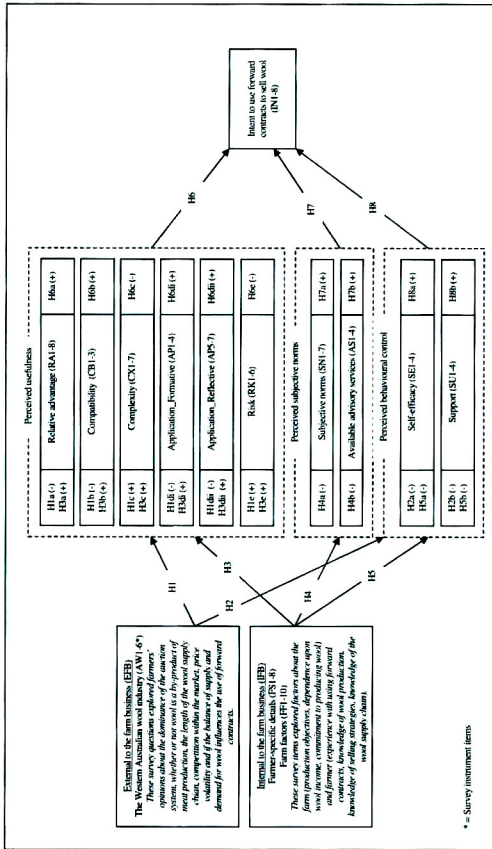 External to the farm business (EFB)
The Western Australian wool industry (AW1-6*)
These survey questions explored farmers'
opinions about the dominance of the auction
system, whether or not wool is a by-product of
meat production, the length of the wool supply
chain, competition within the market, price
volatility and if the balance of supply and
demand for wool influences the use of forward
contracts.
Internal to the farm business (IFB)
Farmer-specific details (FS1-8)
Farm factors (FF1-10)
These survey items explored factors about the
farm (production objectives, dependence upon
wool income, commitment to producing wool)
and farmer (experience with using forward
contracts, knowledge of wool production,
knowledge of selling strategies, knowledge of the
wool supply chain).
* = Survey instrument items
H1
H2
H3
H4
H5
Perceived usefulness
H1a (-)
H3a (+)
Relative advantage (RA1-8)
H6a (+)
H1b (-)
H3b (+)
Compatibility (CB1-3)
H6b (+)
H1c (+)
H3c (+)
Complexity (CX1-7)
H6c (-)
H1di (-)
H3di (+)
Application_Formative (AP1-4)
H6di (+)
H1dii (-)
H3dii (+)
Application_Reflective (AP5-7)
H6dii (+)
H1e (+)
H3e (+)
Risk (RK1-6)
H6e (-)
Perceived subjective norms
H4a (-)
Subjective norms (SN1-7)
H7a (+)
H4b (-)
Available advisory services (AS1-4)
H7b (+)
Perceived behavioural control
H2a (-)
H5a (-)
Self-efficacy (SE1-4)
H8a (+)
H2b (-)
H5b (-)
Support (SU1-4)
H8b (+)
H6
H7
H8
Intent to use forward
contracts to sell wool
(IN1-8)